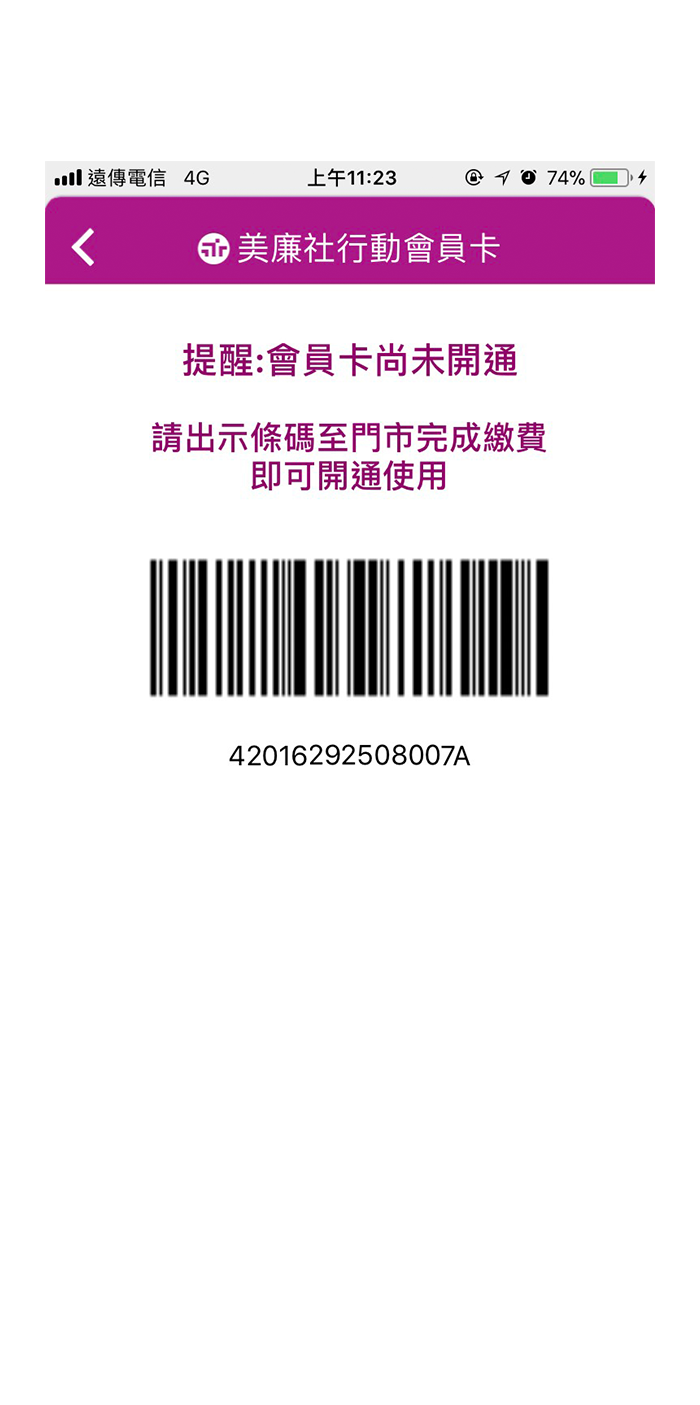 遠傳電信 4G 上午11:23 74%
美廉社行動會員卡
提醒:會員卡尚未開通
請出示條碼至門市完成繳費
即可開通使用
42016292508007A